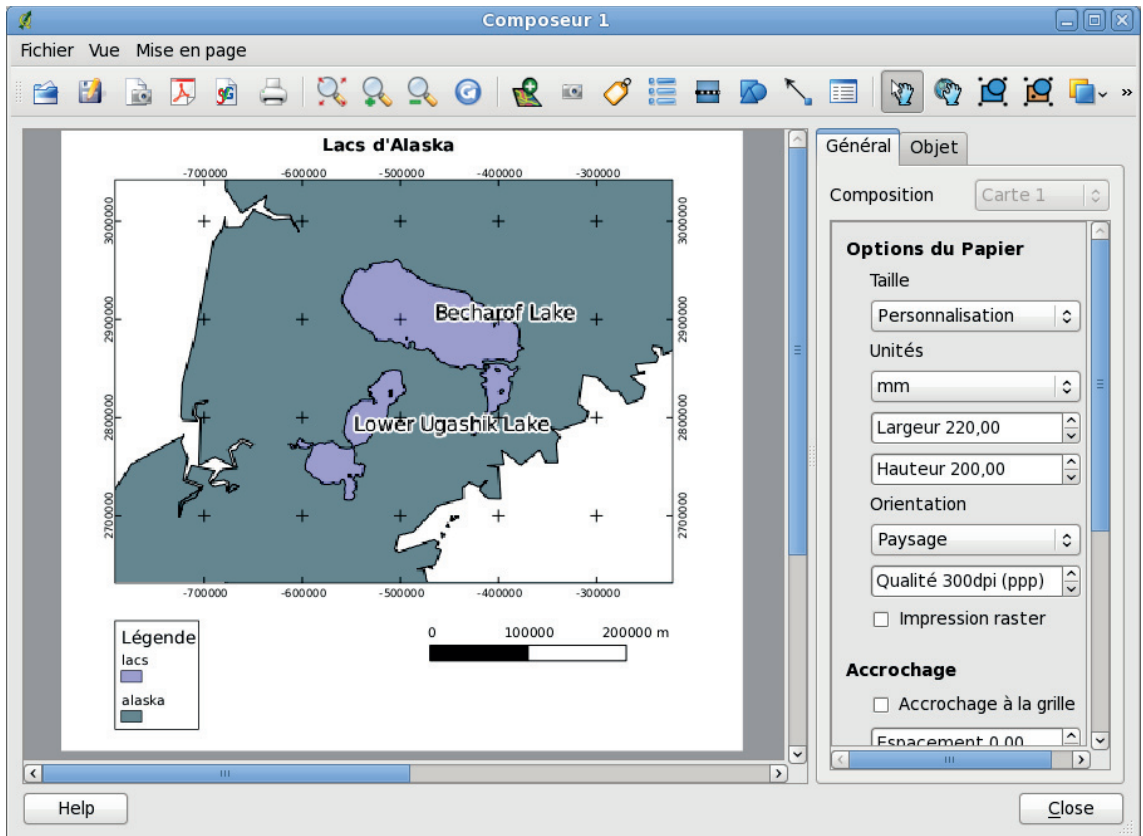 Composeur 1
Fichier Vue Mise en page
Lacs d'Alaska
-700000 -600000 -500000 -400000 -300000
3000000 3000000
2900000 2900000
2800000 2800000
2700000 2700000
Becharof Lake
Lower Ugashik Lake
-700000 -600000 -500000 -400000 -300000
Légende
lacs
alaska
0 100000 200000 m
Général Objet
Composition Carte 1
Options du Papier
Taille
Personnalisation
Unités
mm
Largeur 220,00
Hauteur 200,00
Orientation
Paysage
Qualité 300dpi (ppp)
Impression raster
Accrochage
Accrochage à la grille
Espacement 0,00
Help Close